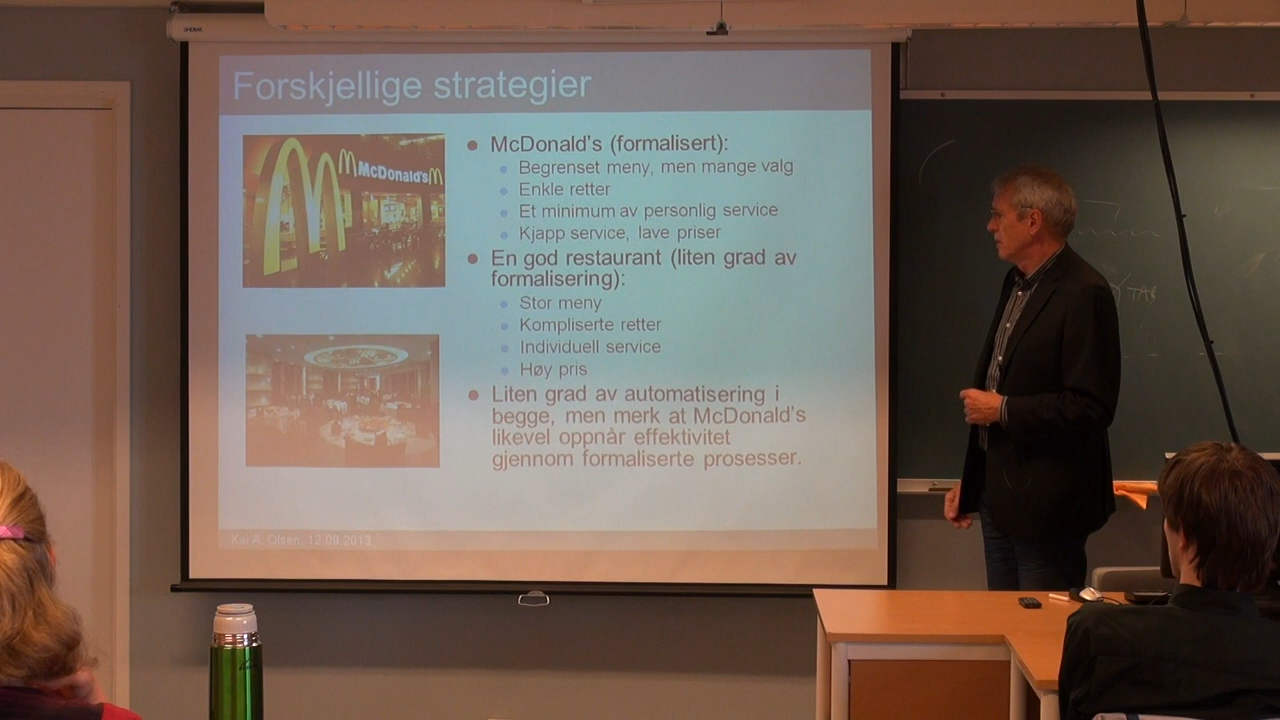 Forskjellige strategier
McDonald's
McDonald's (formalisert):
Begrenset meny, men mange valg
Enkle retter
Et minimum av personlig service
Kjapp service, lave priser
En god restaurant (liten grad av
formalisering):
Stor meny
Kompliserte retter
Individuell service
Høy pris
Liten grad av automatisering i
begge, men merk at McDonald's
likevel oppnår effektivitet
gjennom formaliserte prosesser.
Kai A. Olsen, 12.09.2013
TAB